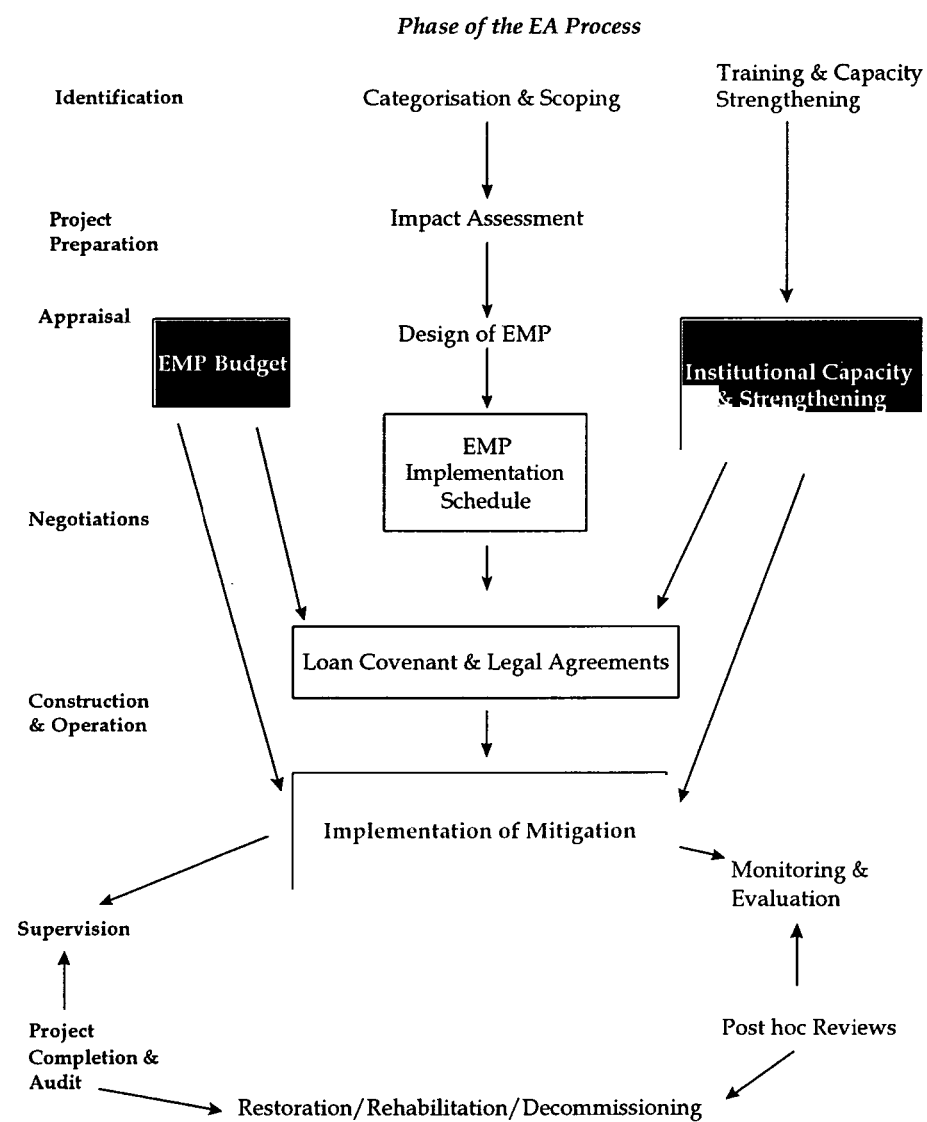 Phase of the EA Process
Identification
Categorisation & Scoping
Training & Capacity
Strengthening
Project
Preparation
Impact Assessment
Appraisal
EMP Budget
Design of EMP
Institutional Capacity
& Strengthening
EMP
Implementation
Schedule
Negotiations
Loan Covenant & Legal Agreements
Construction
& Operation
Implementation of Mitigation
Monitoring &
Evaluation
Supervision
Project
Completion &
Audit
Post hoc Reviews
Restoration/Rehabilitation/Decommissioning